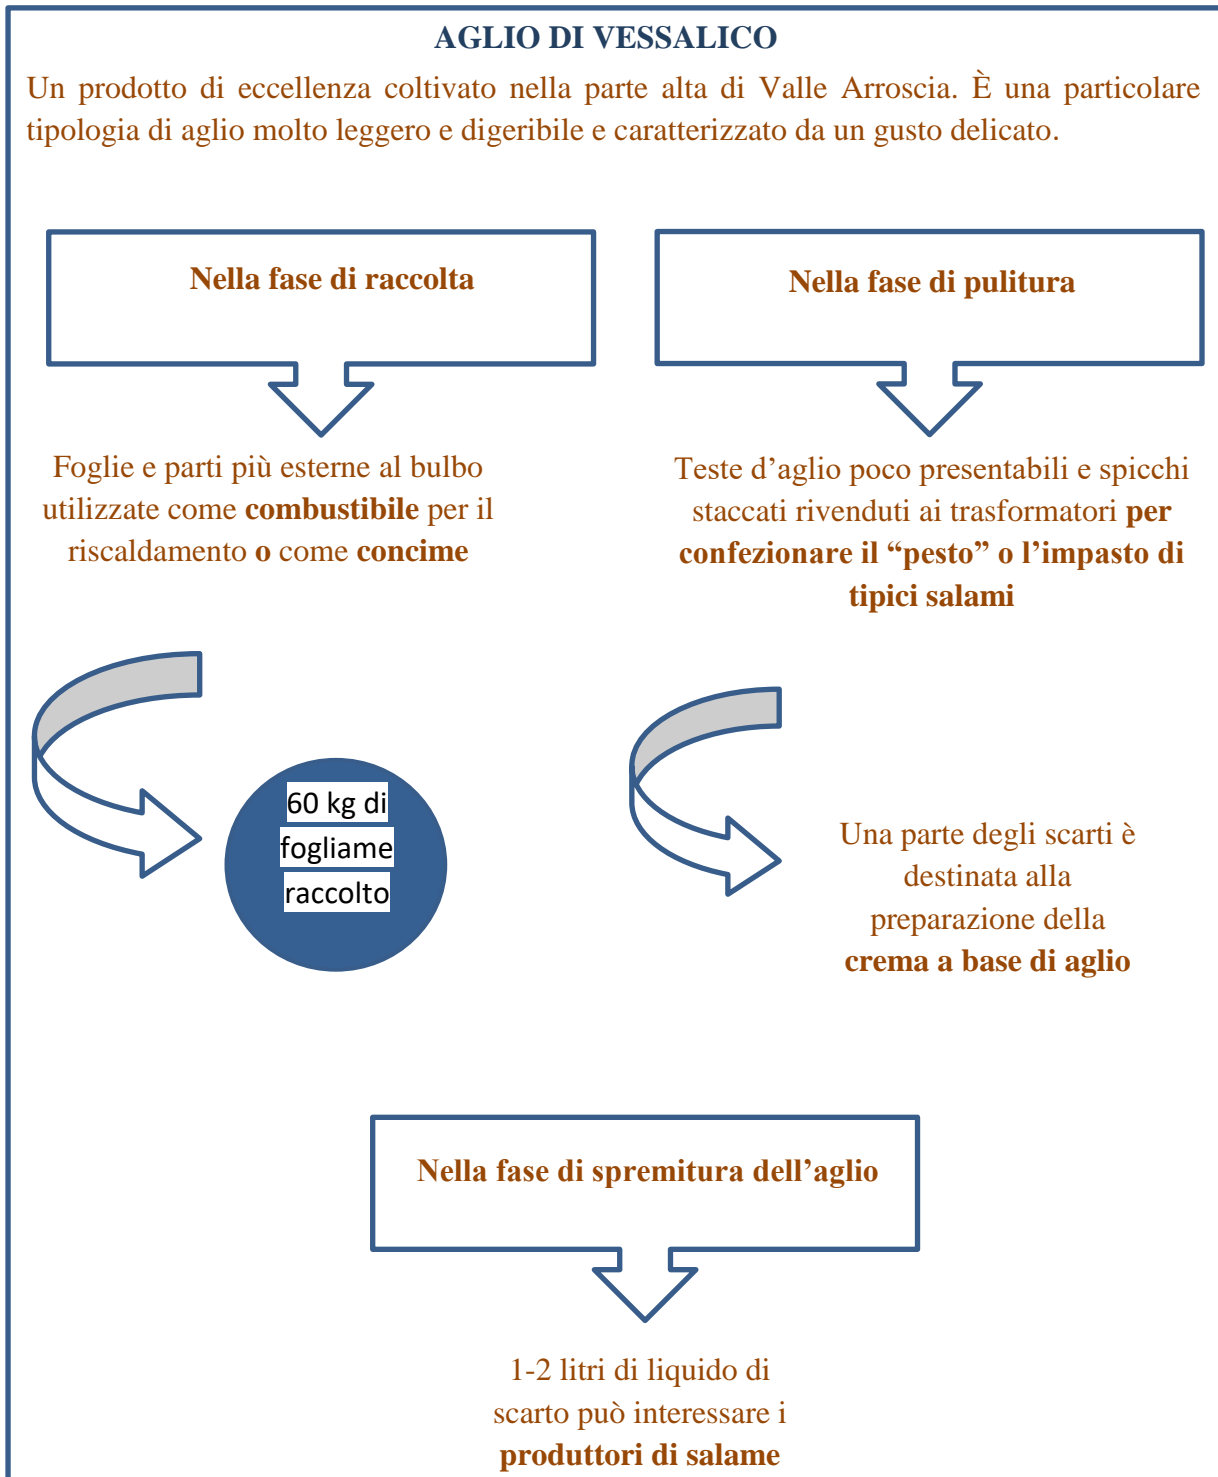 AGLIO DI VESSALICO
Un prodotto di eccellenza coltivato nella parte alta di Valle Arroscia. È una particolare
tipologia di aglio molto leggero e digeribile e caratterizzato da un gusto delicato.
Nella fase di raccolta
Foglie e parti più esterne al bulbo
utilizzate come combustibile per il
riscaldamento o come concime
60 kg di
fogliame
raccolto
Nella fase di pulitura
Teste d’aglio poco presentabili e spicchi
staccati rivenduti ai trasformatori per
confezionare il “pesto” o l’impasto di
tipici salami
Una parte degli scarti è
destinata alla
preparazione della
crema a base di aglio
Nella fase di spremitura dell’aglio
1-2 litri di liquido di
scarto può interessare i
produttori di salame